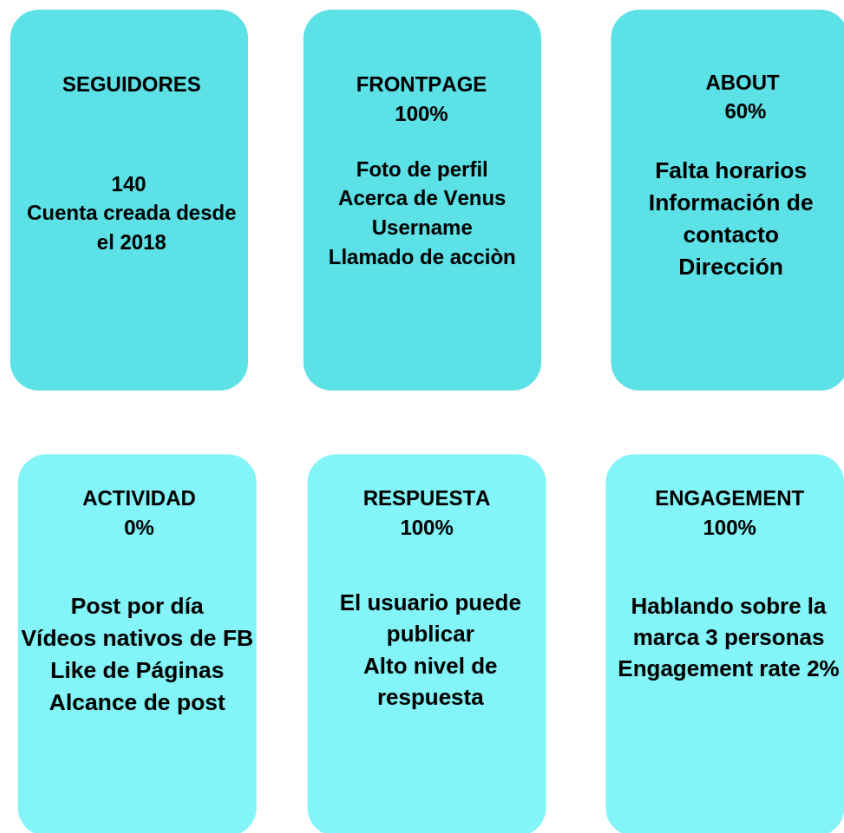 SEGUIDORES
140
Cuenta creada desde
el 2018
FRONTPAGE
100%
Foto de perfil
Acerca de Venus
Username
Llamado de acciòn
ABOUT
60%
Falta horarios
Información de
contacto
Dirección
ACTIVIDAD
0%
Post por día
Vídeos nativos de FB
Like de Páginas
Alcance de post
RESPUESTA
100%
El usuario puede
publicar
Alto nivel de
respuesta
ENGAGEMENT
100%
Hablando sobre la
marca 3 personas
Engagement rate 2%